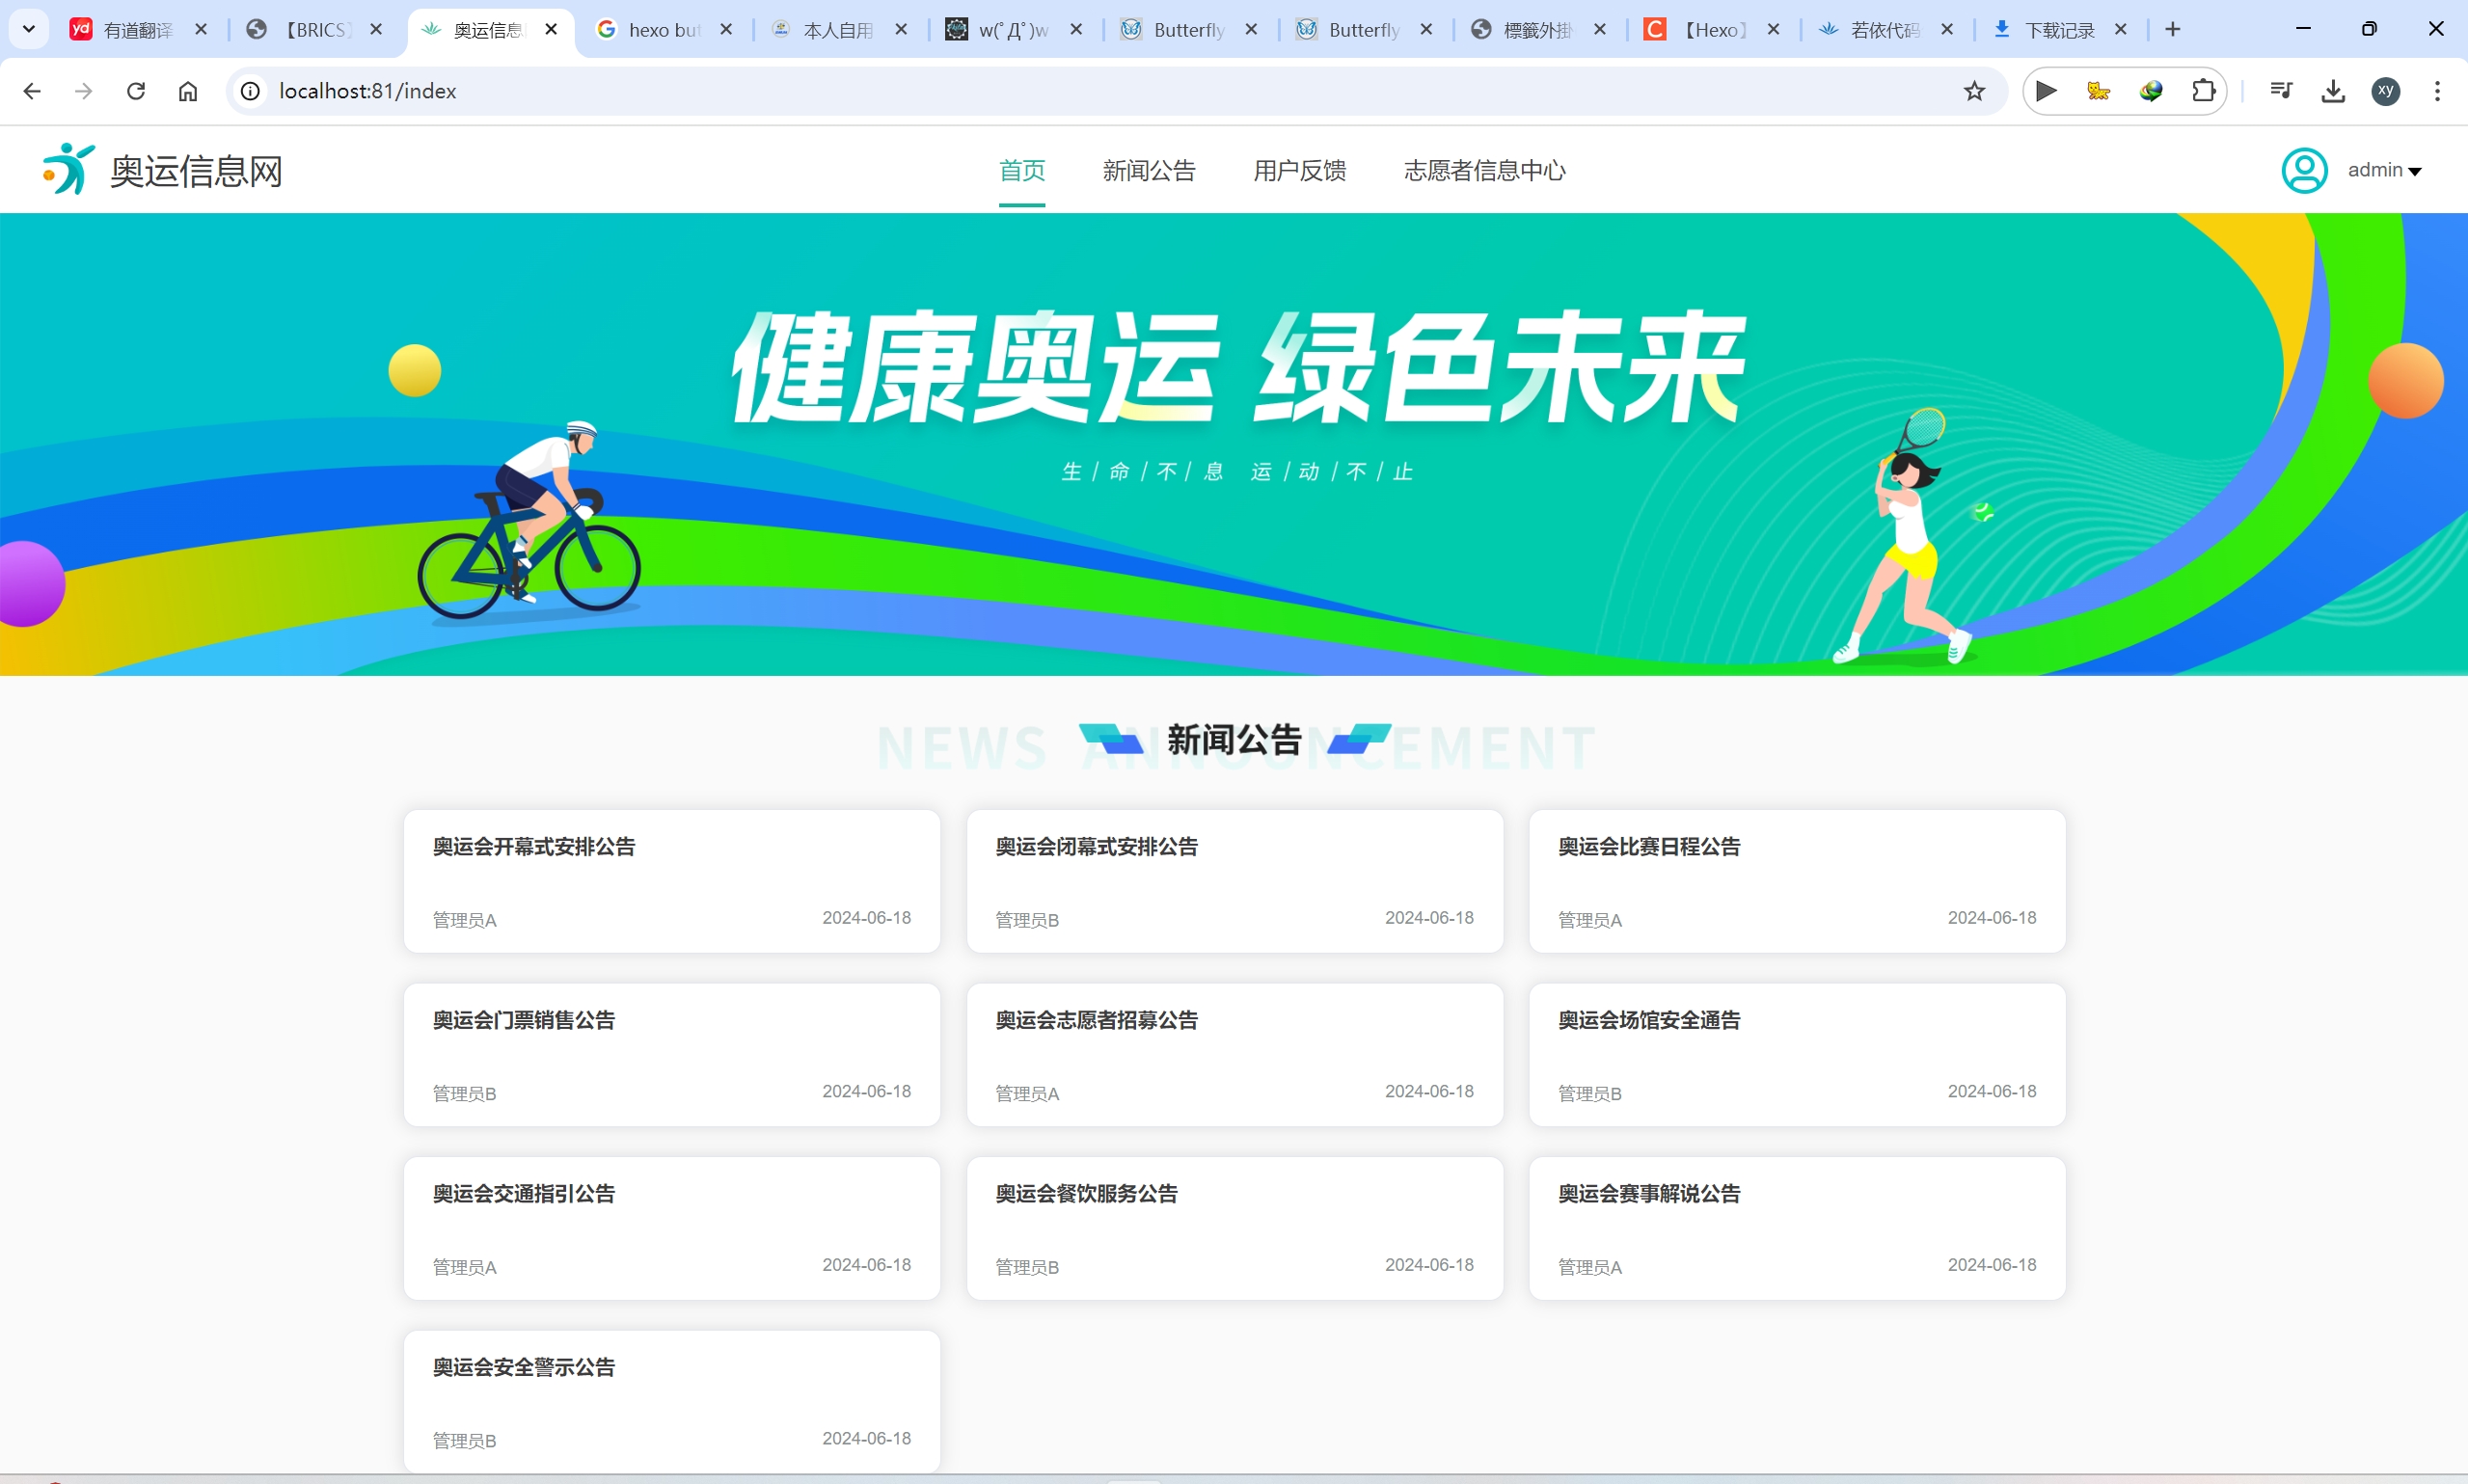 有道翻译
【BRICS】
奥运信息
hexo but
本人自用
w(ﾟДﾟ)w
Butterfly
Butterfly
標籤外掛
【Hexo】
若依代码
下载记录
localhost:81/index
xy
奥运信息网
首页
新闻公告
用户反馈
志愿者信息中心
admin
健康奥运 绿色未来
生/命/不/息 运/动/不/止
NEWS ANNOUNCEMENT
新闻公告
奥运会开幕式安排公告
管理员A 2024-06-18
奥运会闭幕式安排公告
管理员B 2024-06-18
奥运会比赛日程公告
管理员A 2024-06-18
奥运会门票销售公告
管理员B 2024-06-18
奥运会志愿者招募公告
管理员A 2024-06-18
奥运会场馆安全通告
管理员B 2024-06-18
奥运会交通指引公告
管理员A 2024-06-18
奥运会餐饮服务公告
管理员B 2024-06-18
奥运会赛事解说公告
管理员A 2024-06-18
奥运会安全警示公告
管理员B 2024-06-18